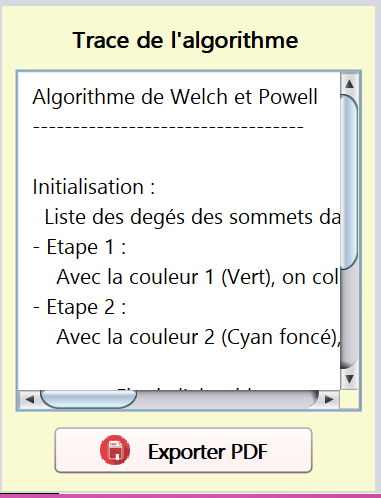 Trace de l'algorithme
Algorithme de Welch et Powell
----------------------------------
Initialisation :
Liste des degés des sommets da
- Etape 1 :
Avec la couleur 1 (Vert), on col
- Etape 2 :
Avec la couleur 2 (Cyan foncé),
Exporter PDF